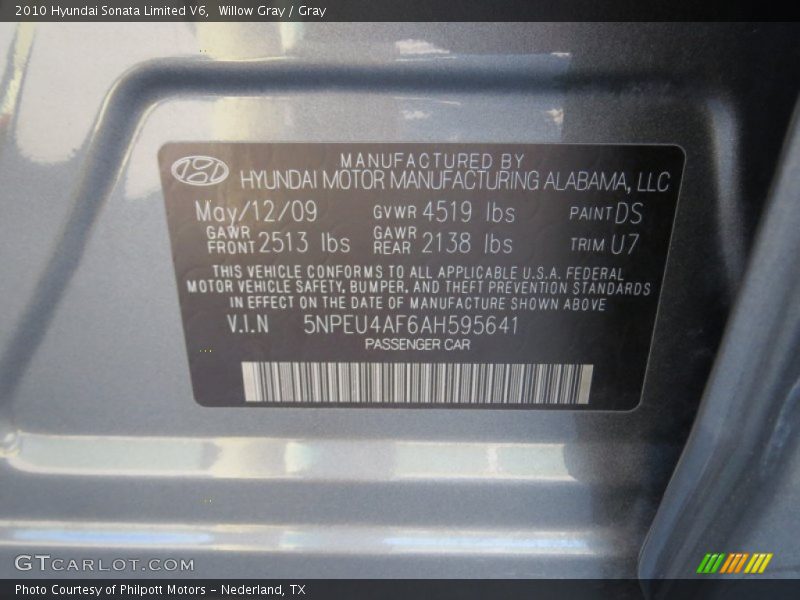 2010 Hyundai Sonata Limited V6, Willow Gray / Gray
MANUFACTURED BY
HYUNDAI MOTOR MANUFACTURING ALABAMA, LLC
May/12/09 GVWR 4519 lbs PAINT DS
GAWR FRONT 2513 lbs GAWR REAR 2138 lbs TRIM U7
THIS VEHICLE CONFORMS TO ALL APPLICABLE U.S.A. FEDERAL
MOTOR VEHICLE SAFETY, BUMPER, AND THEFT PREVENTION STANDARDS
IN EFFECT ON THE DATE OF MANUFACTURE SHOWN ABOVE
V.I.N 5NPEU4AF6AH595641
PASSENGER CAR
GTCARLOT.COM
Photo Courtesy of Philpott Motors – Nederland, TX